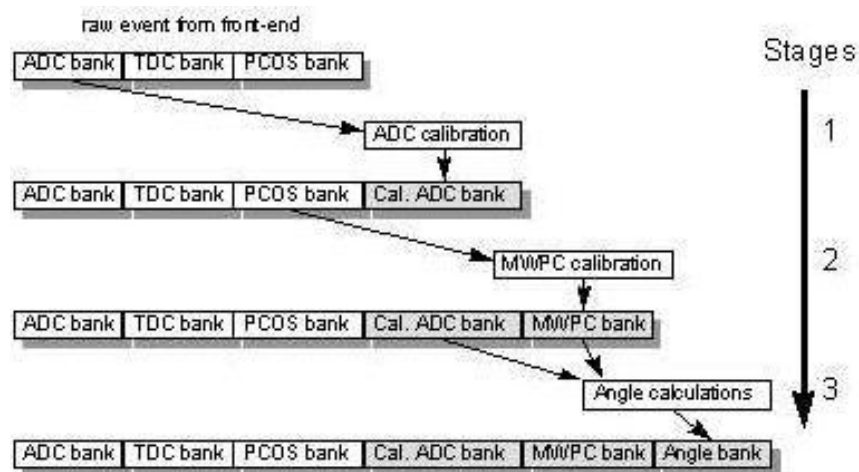 raw event from front-end
Stages
ADC bank TDC bank PCOS bank
1
ADC calibration
ADC bank TDC bank PCOS bank Cal. ADC bank
2
MWPC calibration
ADC bank TDC bank PCOS bank Cal. ADC bank MWPC bank
3
Angle calculations
ADC bank TDC bank PCOS bank Cal. ADC bank MWPC bank Angle bank